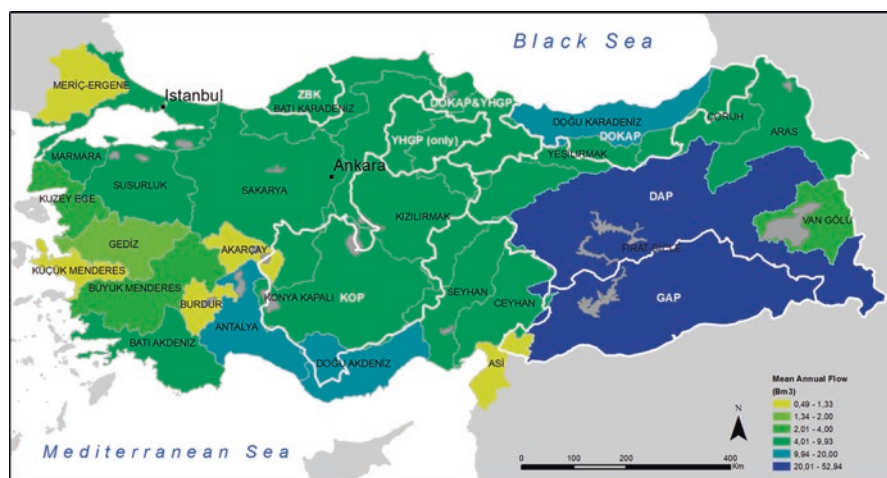 Black Sea
MERİÇ-ERGENE
Istanbul
ZBK
BATI KARADENİZ
DOKAP&YHGP
DOĞU KARADENİZ
DOKAP
ÇORUH
ARAS
YHGP (only)
YEŞİLIRMAK
MARMARA
SUSURLUK
SAKARYA
Ankara
KUZEY EGE
KIZILIRMAK
DAP
VAN GÖLÜ
GEDİZ
AKARÇAY
FIRAT-DİCLE
KÜÇÜK MENDERES
BÜYÜK MENDERES
BURDUR
KONYA KAPALI
KOP
SEYHAN
CEYHAN
GAP
ANTALYA
BATI AKDENİZ
DOĞU AKDENİZ
ASİ
Mediterranean Sea
Mean Annual Flow
(Bm3)
0,49 - 1,33
1,34 - 2,00
2,01 - 4,00
4,01 - 9,93
9,94 - 20,00
20,01 - 52,94
N
0 100 200 400
Km